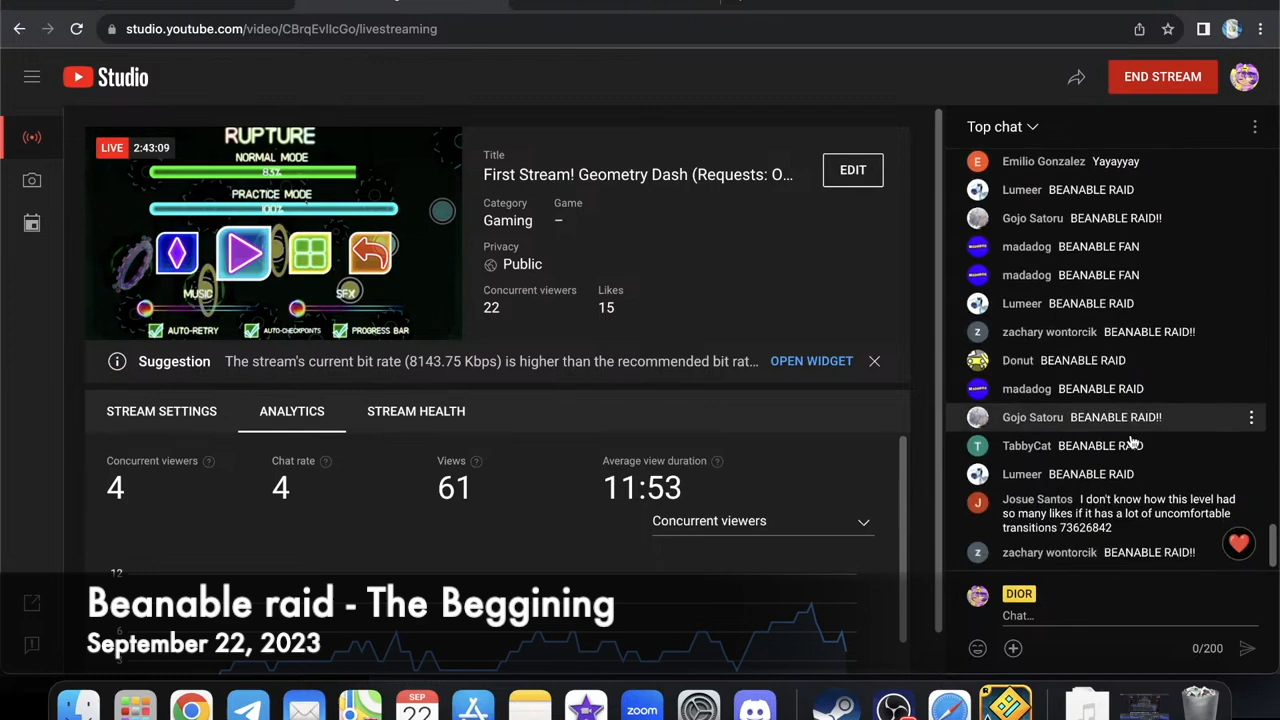 studio.youtube.com/video/CBrqEvlIcGo/livestreaming
Studio
END STREAM
LIVE 2:43:09
RUPTURE
NORMAL MODE
83%
PRACTICE MODE
100%
MUSIC
SFX
AUTO-RETRY
AUTO-CHECKPOINTS
PROGRESS BAR
Title
First Stream! Geometry Dash (Requests: O...
EDIT
Category
Game
Gaming
–
Privacy
Public
Concurrent viewers
Likes
22
15
Suggestion The stream's current bit rate (8143.75 Kbps) is higher than the recommended bit rat... OPEN WIDGET
STREAM SETTINGS
ANALYTICS
STREAM HEALTH
Concurrent viewers
Chat rate
Views
Average view duration
4
4
61
11:53
Concurrent viewers
12
6
Beanable raid - The Beggining
September 22, 2023
Top chat
E Emilio Gonzalez Yayayyay
Lumeer BEANABLE RAID
Gojo Satoru BEANABLE RAID!!
madadog BEANABLE FAN
madadog BEANABLE FAN
Lumeer BEANABLE RAID
z zachary wontorcik BEANABLE RAID!!
Donut BEANABLE RAID
madadog BEANABLE RAID
Gojo Satoru BEANABLE RAID!!
T TabbyCat BEANABLE RAID
Lumeer BEANABLE RAID
J Josue Santos I don't know how this level had
so many likes if it has a lot of uncomfortable
transitions 73626842
z zachary wontorcik BEANABLE RAID!!
DIOR
Chat...
0/200
SEP
22
zoom